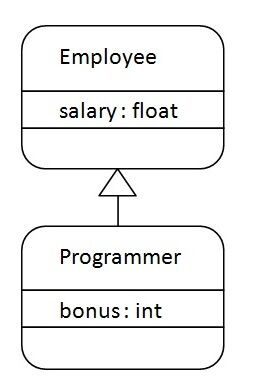 Employee
salary : float
Programmer
bonus : int